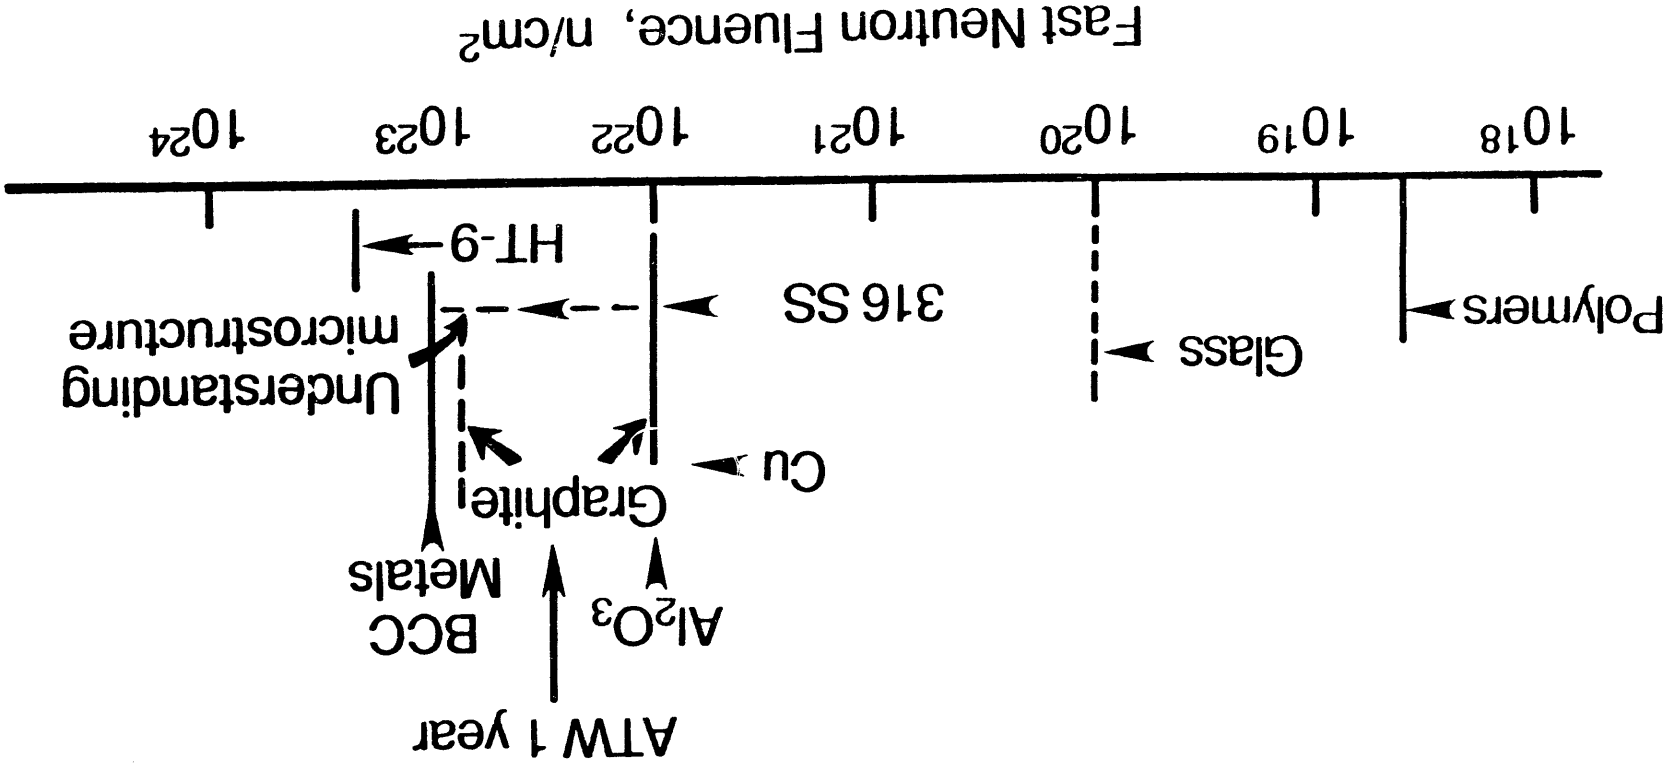 ATW 1 year
Al₂O₃
BCC
Metals
Graphite
Cu
Understanding
microstructure
Glass
316 SS
Polymers
HT-9
10¹⁸ 10¹⁹ 10²⁰ 10²¹ 10²² 10²³ 10²⁴
Fast Neutron Fluence, n/cm²